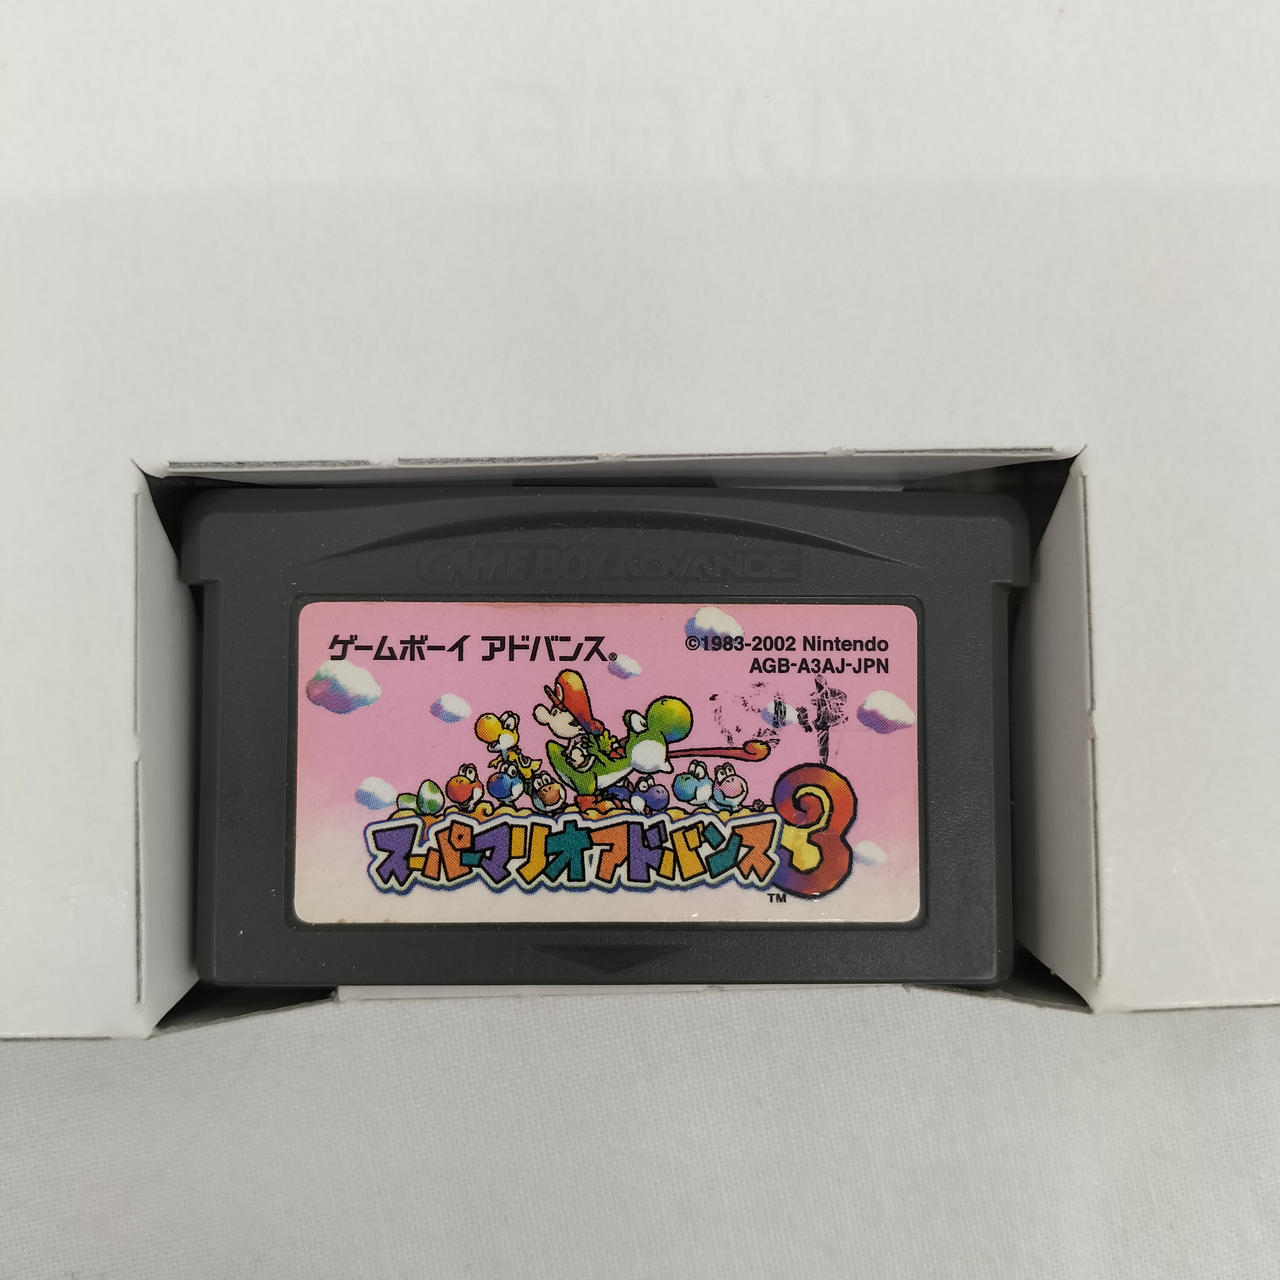 GAME BOY ADVANCE
ゲームボーイ アドバンス®
©1983-2002 Nintendo
AGB-A3AJ-JPN
スーパーマリオアドバンス3
TM